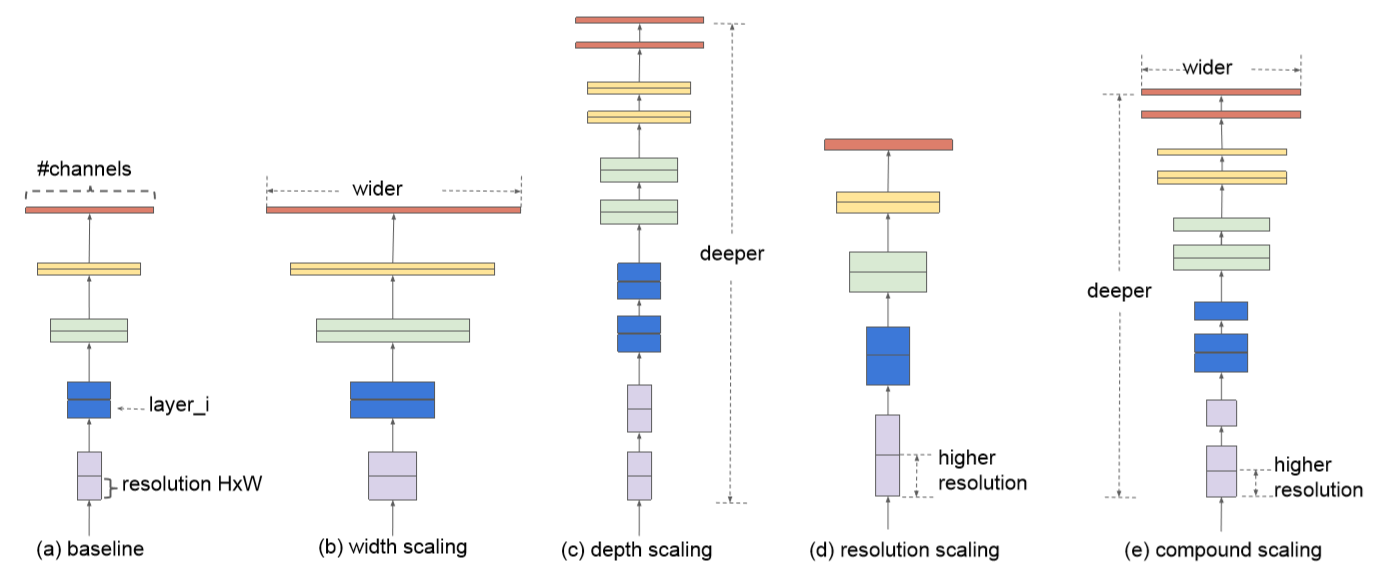 #channels
layer_i
resolution HxW
(a) baseline
wider
(b) width scaling
deeper
(c) depth scaling
higher
resolution
(d) resolution scaling
wider
deeper
higher
resolution
(e) compound scaling